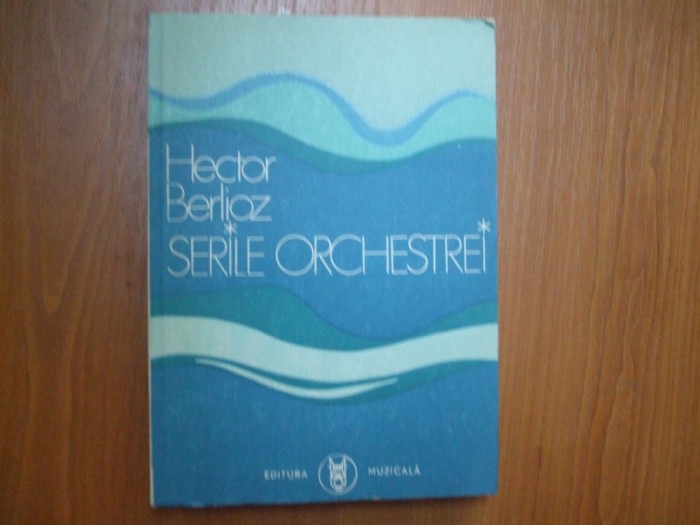 Hector
Berlioz
SERILE ORCHESTREI
EDITURA MUZICALĂ